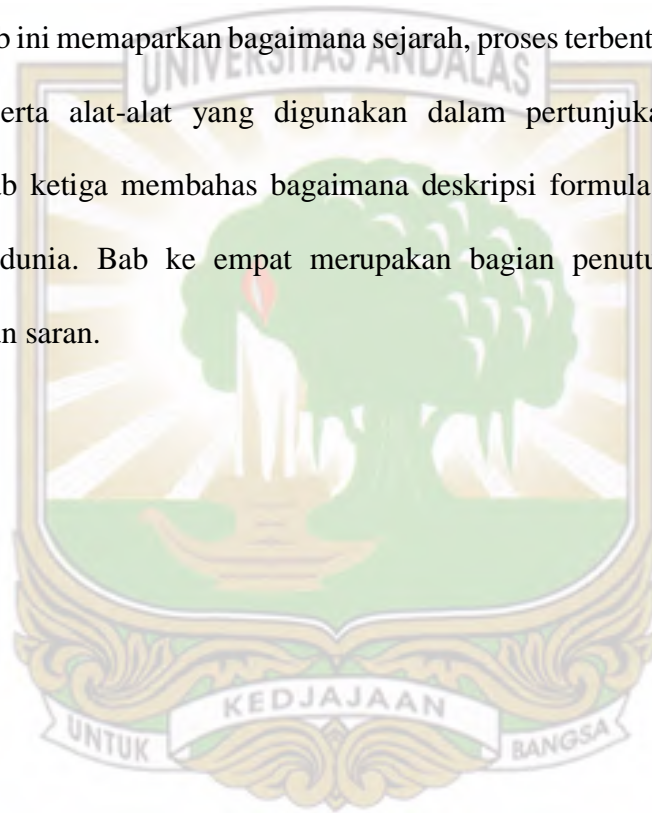 ini memaparkan bagaimana sejarah, proses terbent
UNIVERSITAS ANDALAS
serta alat-alat yang digunakan dalam pertunjuka
ketiga membahas bagaimana deskripsi formula
dunia. Bab ke empat merupakan bagian penutu
saran.
KEDJAJAAN
UNTUK BANGSA